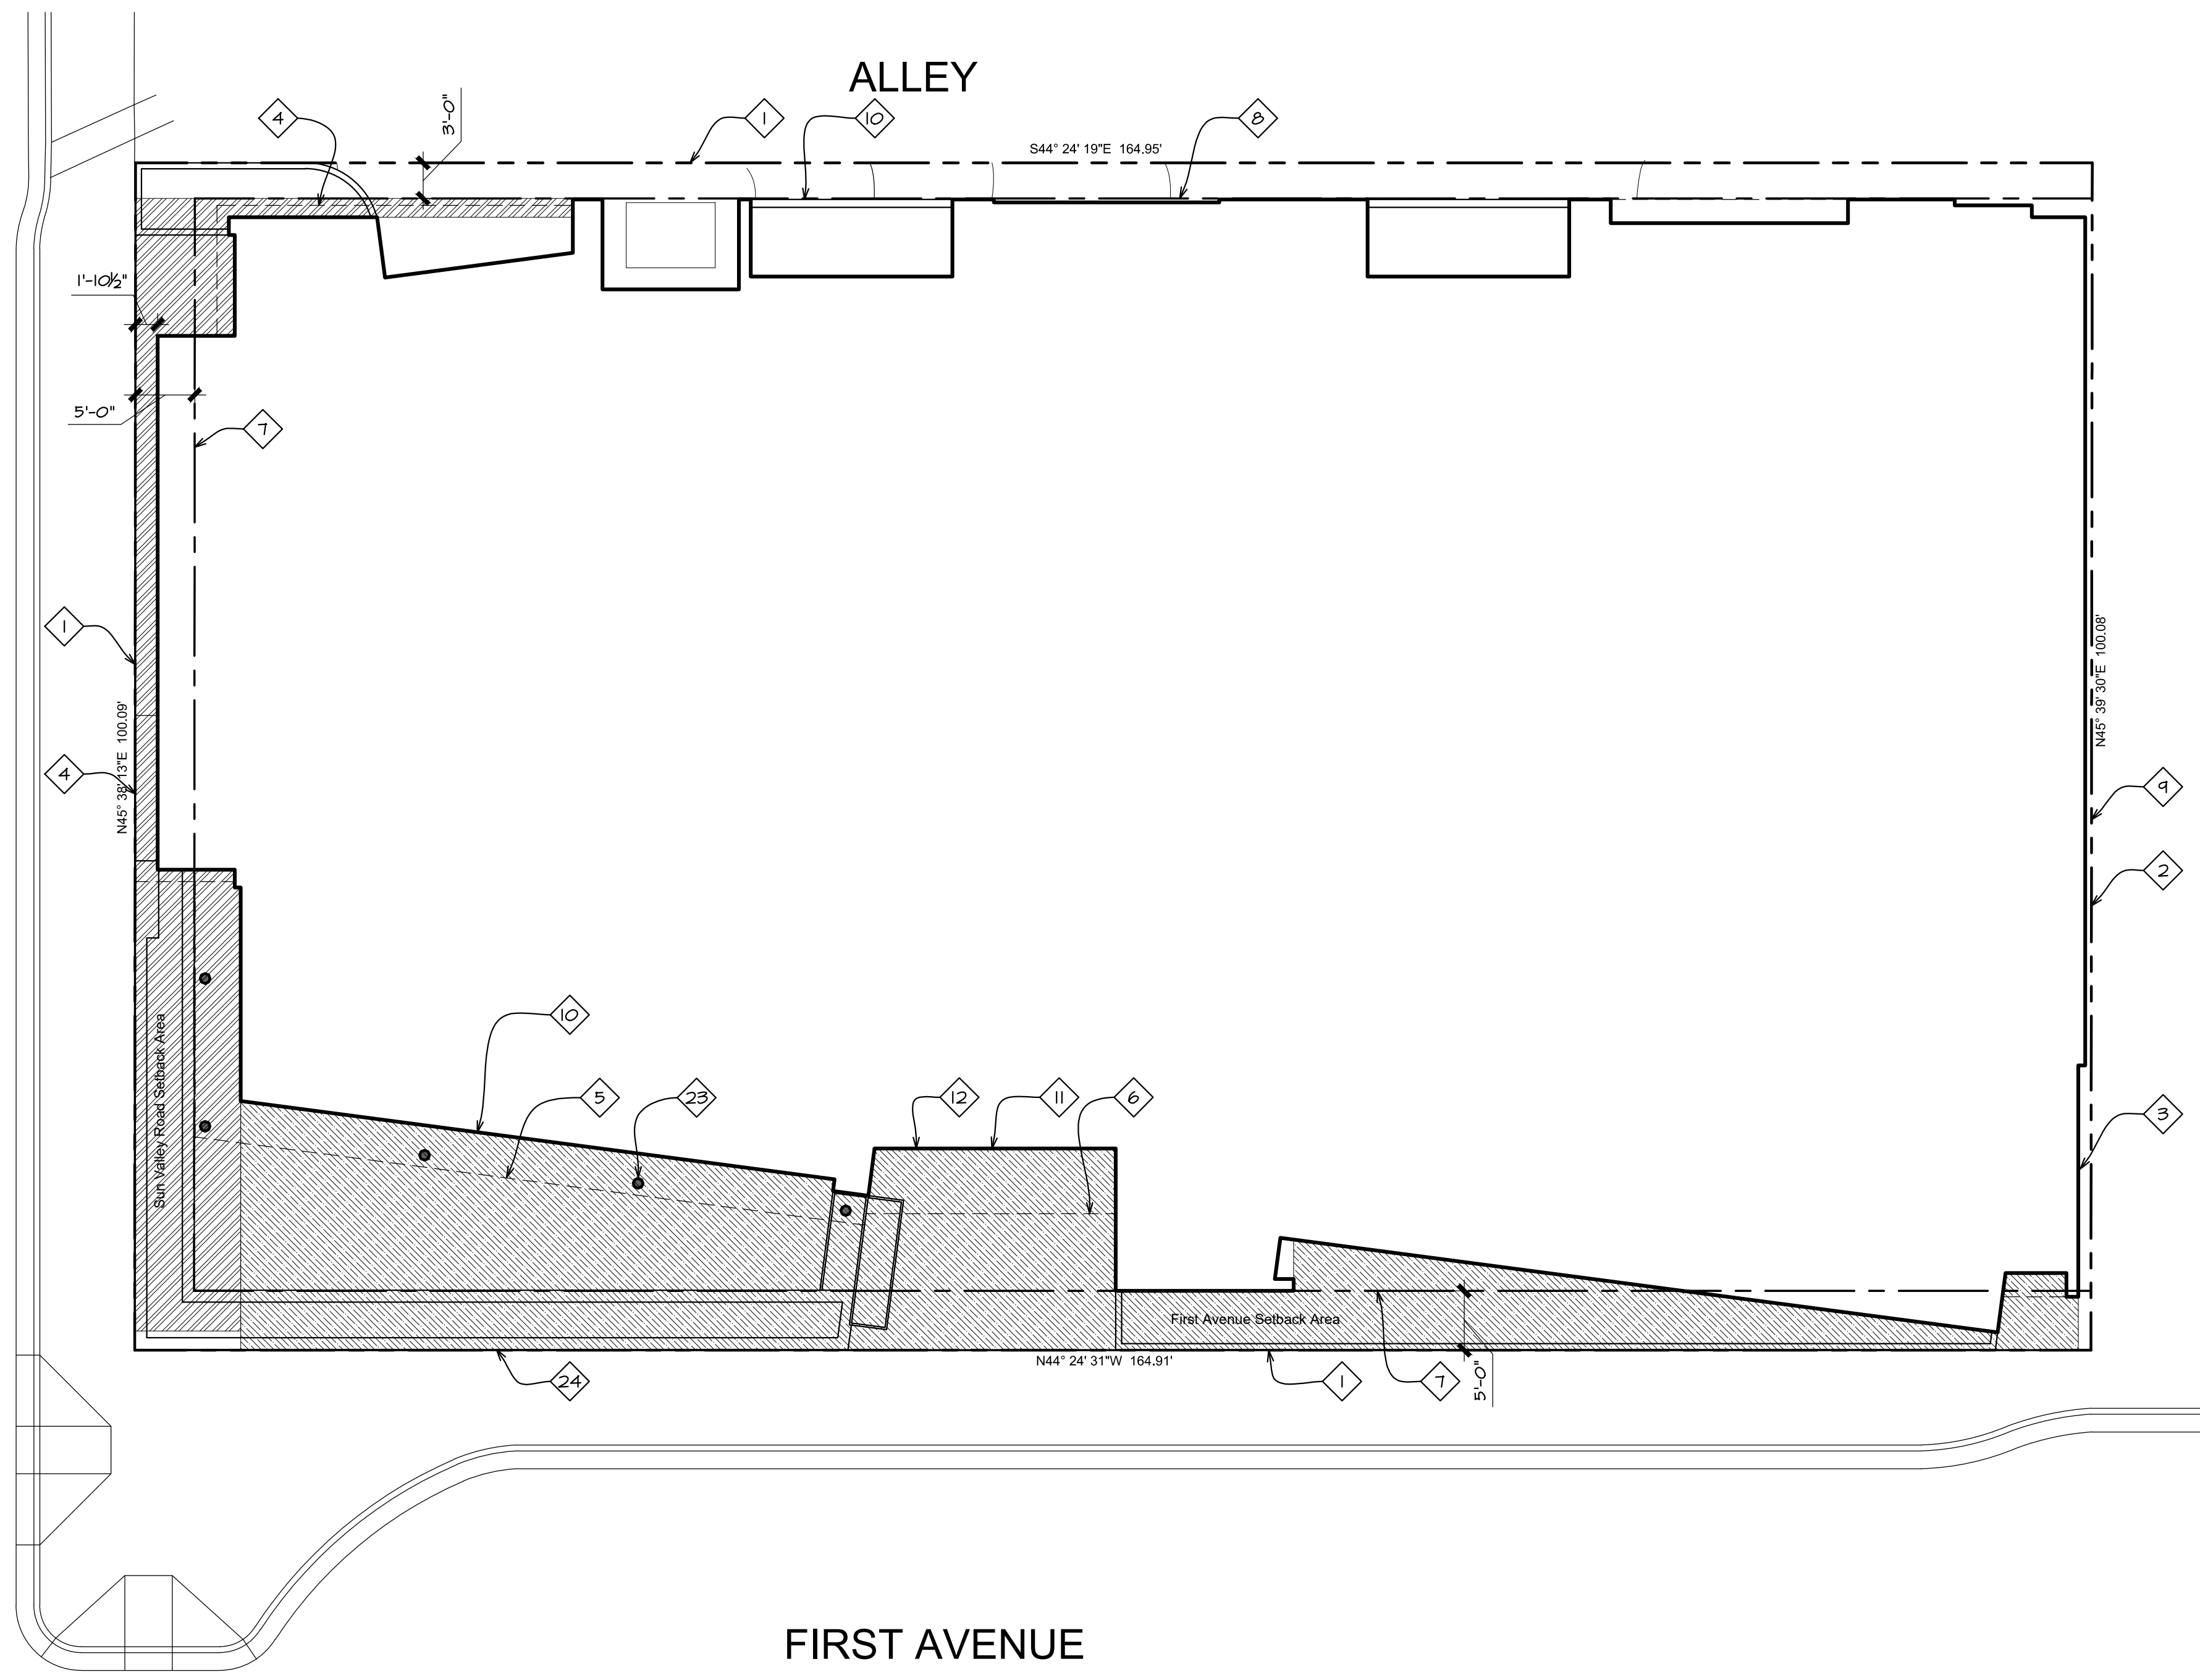 ALLEY
4
3'-0"
1
10
8
S44° 24' 19"E 164.95'
1'-10½"
5'-0"
7
1
N45° 38' 13"E 100.09'
4
N45° 39' 30"E 100.08'
9
2
3
Sun Valley Road Setback Area
10
5
23
12
11
6
First Avenue Setback Area
N44° 24' 31"W 164.91'
24
1
7
5'-0"
FIRST AVENUE